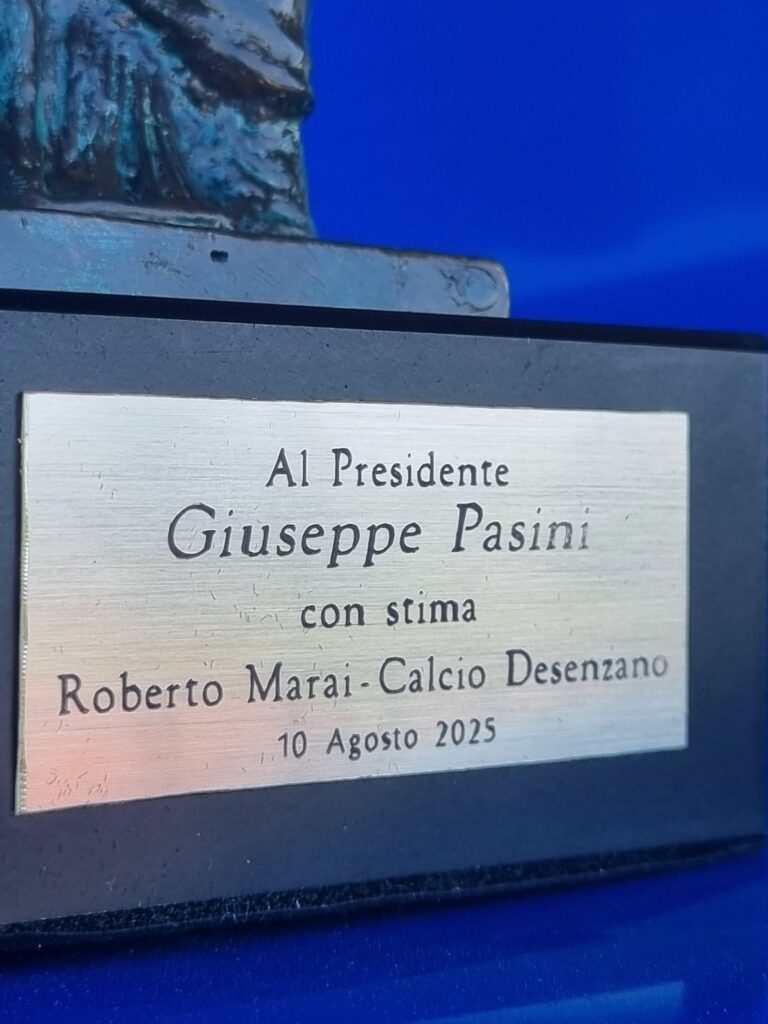 Al Presidente
Giuseppe Pasini
con stima
Roberto Marai - Calcio Desenzano
10 Agosto 2025